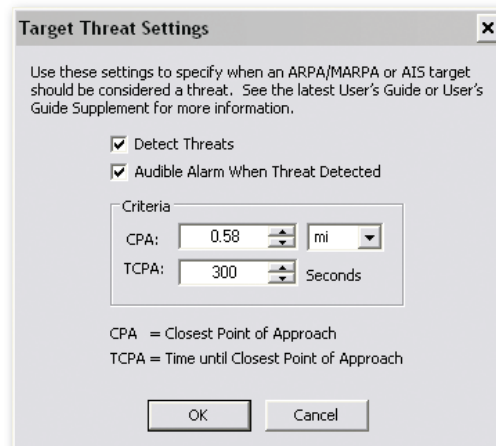 Target Threat Settings
Use these settings to specify when an ARPA/MARPA or AIS target
should be considered a threat.  See the latest User's Guide or User's
Guide Supplement for more information.
Detect Threats
Audible Alarm When Threat Detected
Criteria
CPA: 0.58 mi
TCPA: 300 Seconds
CPA = Closest Point of Approach
TCPA = Time until Closest Point of Approach
OK Cancel